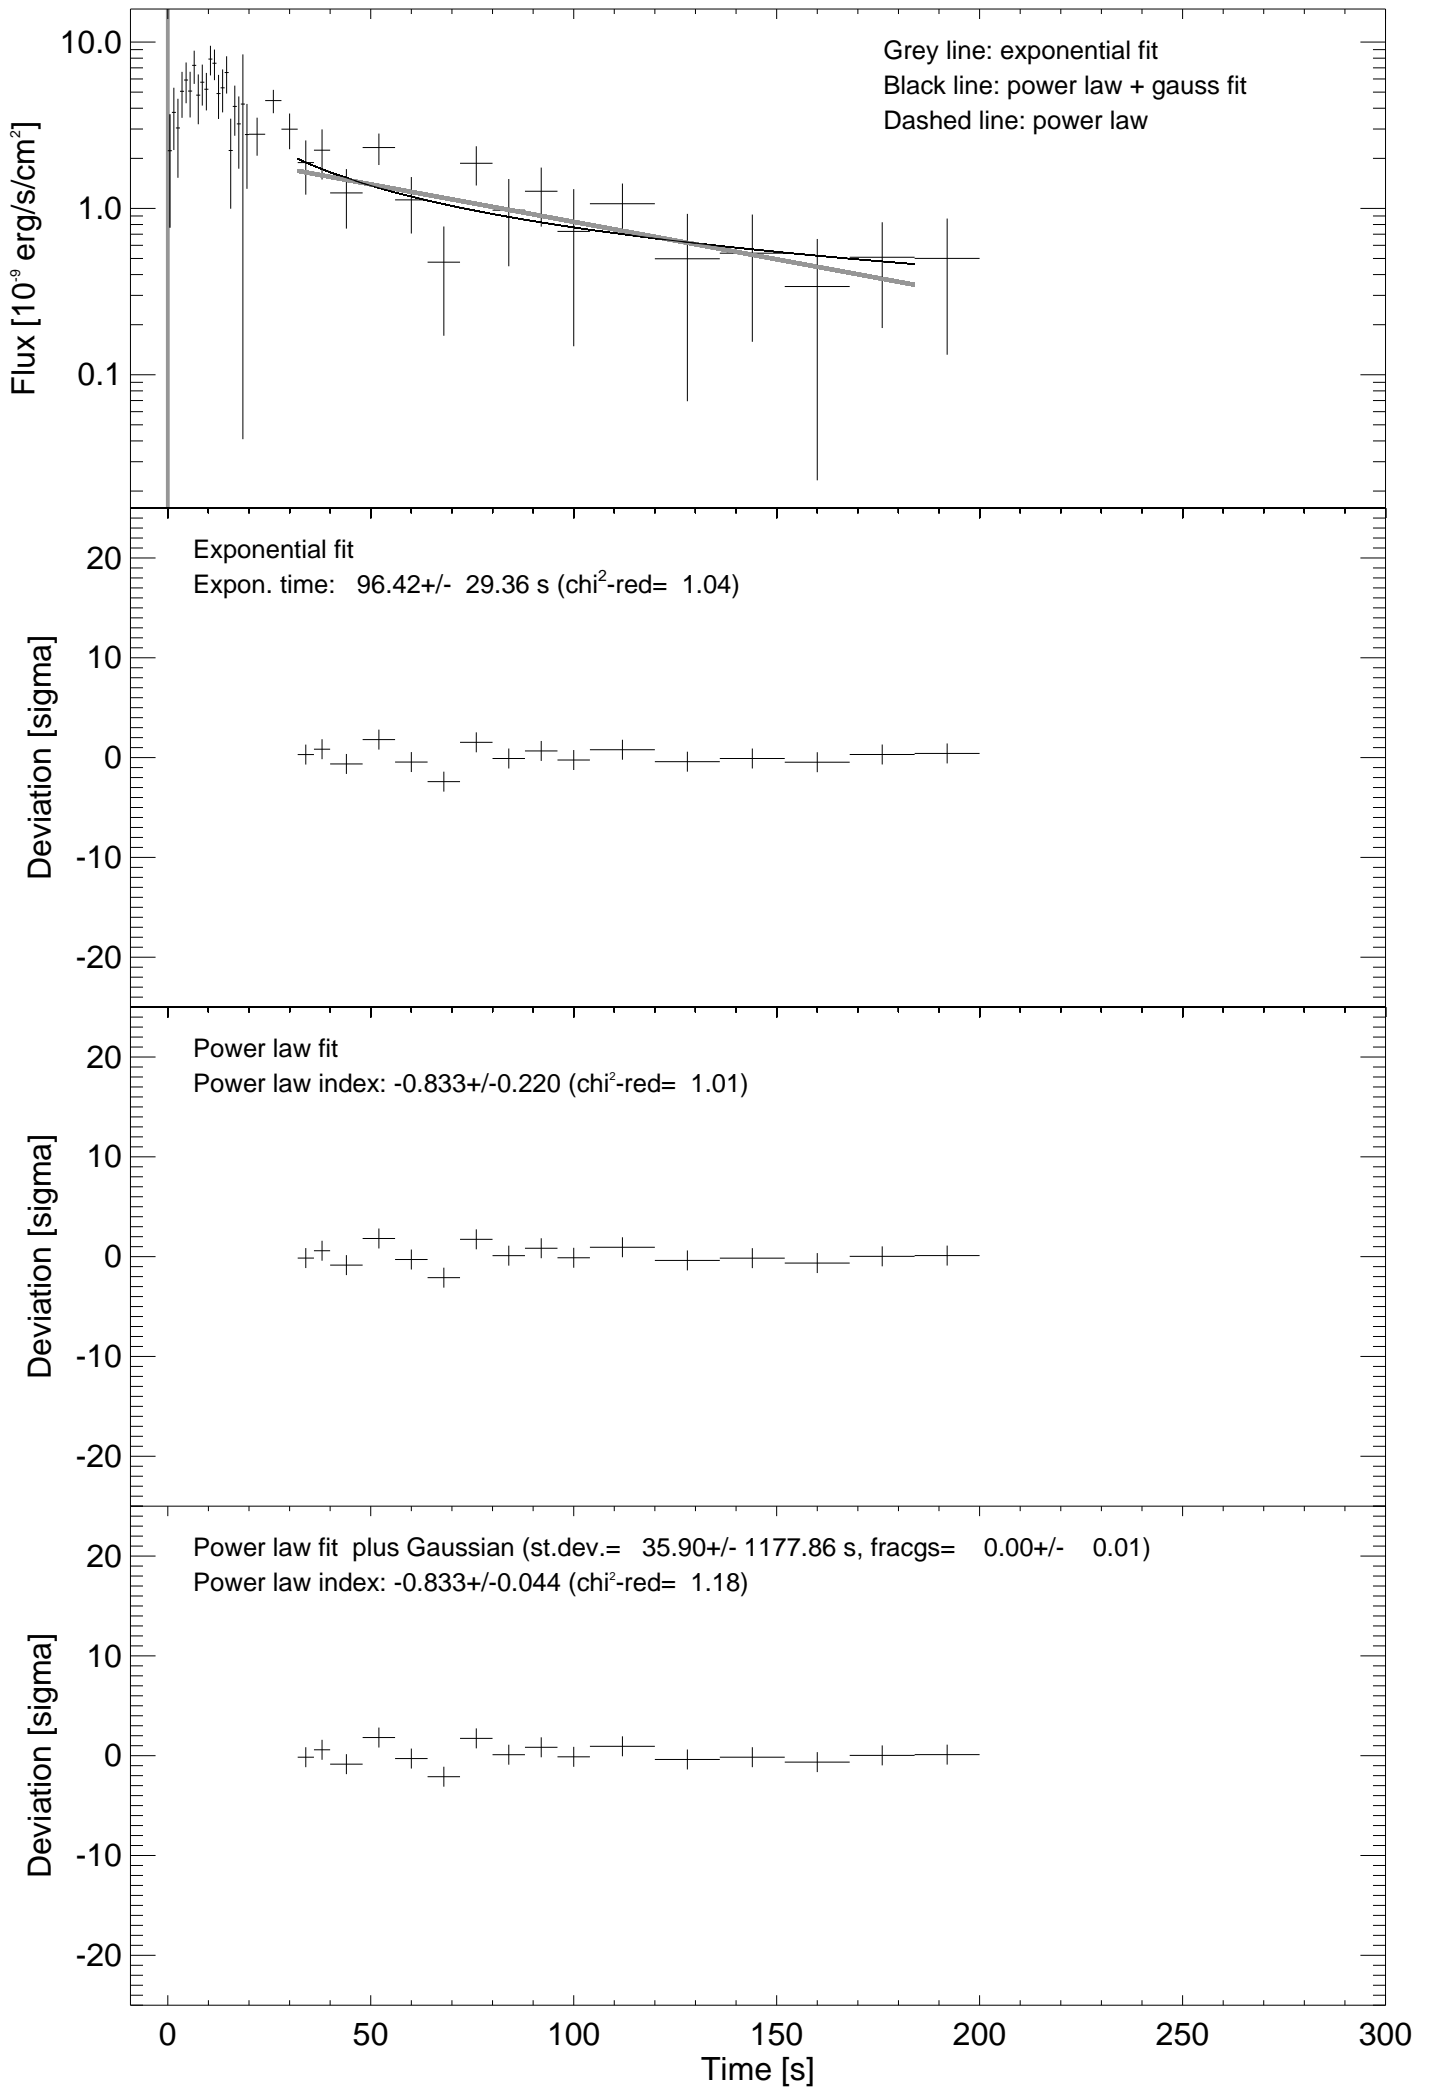 10.0
1.0
0.1
Flux [10⁻⁹ erg/s/cm²]
Grey line: exponential fit
Black line: power law + gauss fit
Dashed line: power law
20
10
0
-10
-20
Deviation [sigma]
Exponential fit
Expon. time: 96.42+/- 29.36 s (chi²-red= 1.04)
20
10
0
-10
-20
Deviation [sigma]
Power law fit
Power law index: -0.833+/-0.220 (chi²-red= 1.01)
20
10
0
-10
-20
Deviation [sigma]
Power law fit plus Gaussian (st.dev.= 35.90+/- 1177.86 s, fracgs= 0.00+/- 0.01)
Power law index: -0.833+/-0.044 (chi²-red= 1.18)
0 50 100 150 200 250 300
Time [s]